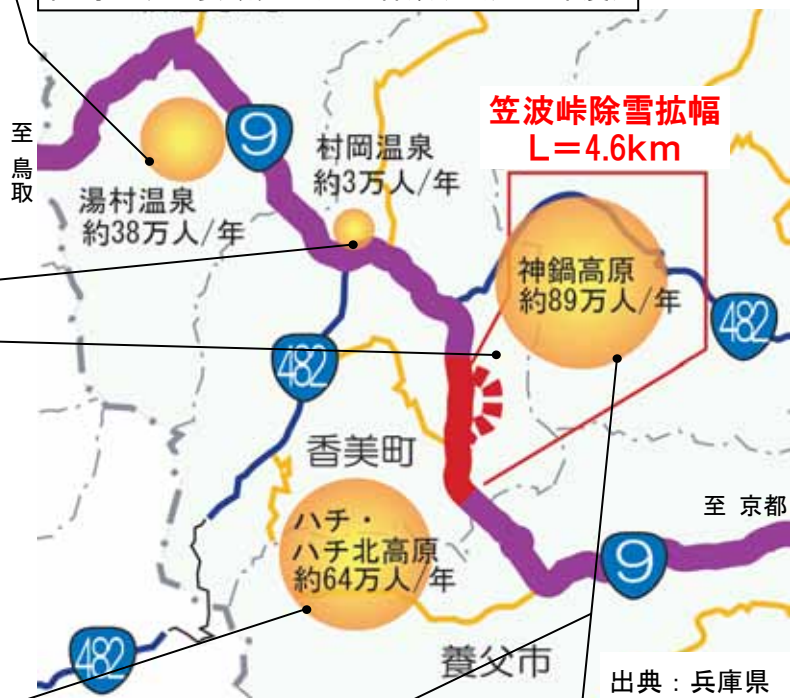 笠波峠除雪拡幅
L=4.6km
9
至
鳥
取
村岡温泉
約3万人/年
湯村温泉
約38万人/年
神鍋高原
約89万人/年
482
482
香美町
至 京都
ハチ・
ハチ北高原
約64万人/年
9
482
養父市
出典:兵庫県